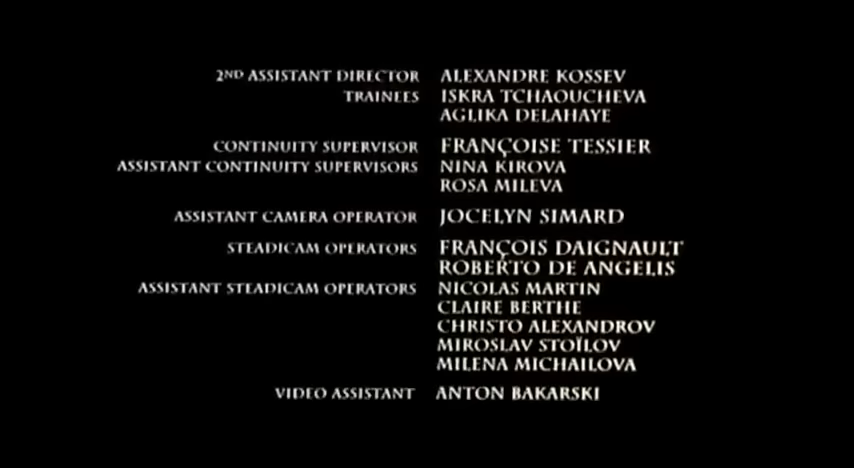 2ND ASSISTANT DIRECTOR ALEXANDRE KOSSEV
TRAINEES ISKRA TCHAOUCHEVA
AGLIKA DELAHAYE
CONTINUITY SUPERVISOR FRANÇOISE TESSIER
ASSISTANT CONTINUITY SUPERVISORS NINA KIROVA
ROSA MILEVA
ASSISTANT CAMERA OPERATOR JOCELYN SIMARD
STEADICAM OPERATORS FRANÇOIS DAIGNAULT
ROBERTO DE ANGELIS
ASSISTANT STEADICAM OPERATORS NICOLAS MARTIN
CLAIRE BERTHE
CHRISTO ALEXANDROV
MIROSLAV STOÏLOV
MILENA MICHAILOVA
VIDEO ASSISTANT ANTON BAKARSKI